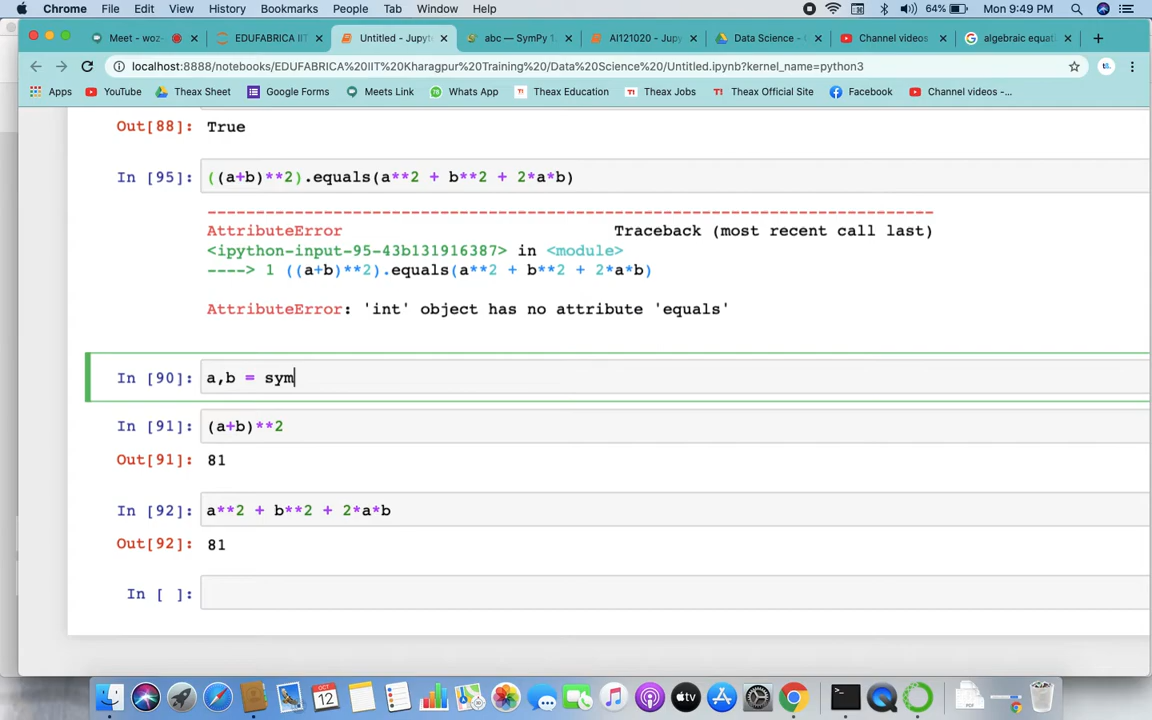 Chrome File Edit View History Bookmarks People Tab Window Help 64% Mon 9:49 PM
Meet - woz- EDUFABRICA IIT Untitled - Jupyt abc — SymPy 1. AI121020 - Jup Data Science - Channel videos algebraic equat
localhost:8888/notebooks/EDUFABRICA%20IIT%20Kharagpur%20Training%20/Data%20Science%20/Untitled.ipynb?kernel_name=python3
Apps YouTube Theax Sheet Google Forms Meets Link Whats App Theax Education Theax Jobs Theax Official Site Facebook Channel videos -...
Out[88]: True
In [95]: ((a+b)**2).equals(a**2 + b**2 + 2*a*b)
---------------------------------------------------------------------------
AttributeError Traceback (most recent call last)
<ipython-input-95-43b131916387> in <module>
----> 1 ((a+b)**2).equals(a**2 + b**2 + 2*a*b)
AttributeError: 'int' object has no attribute 'equals'
In [90]: a,b = sym
In [91]: (a+b)**2
Out[91]: 81
In [92]: a**2 + b**2 + 2*a*b
Out[92]: 81
In [ ]:
OCT
12